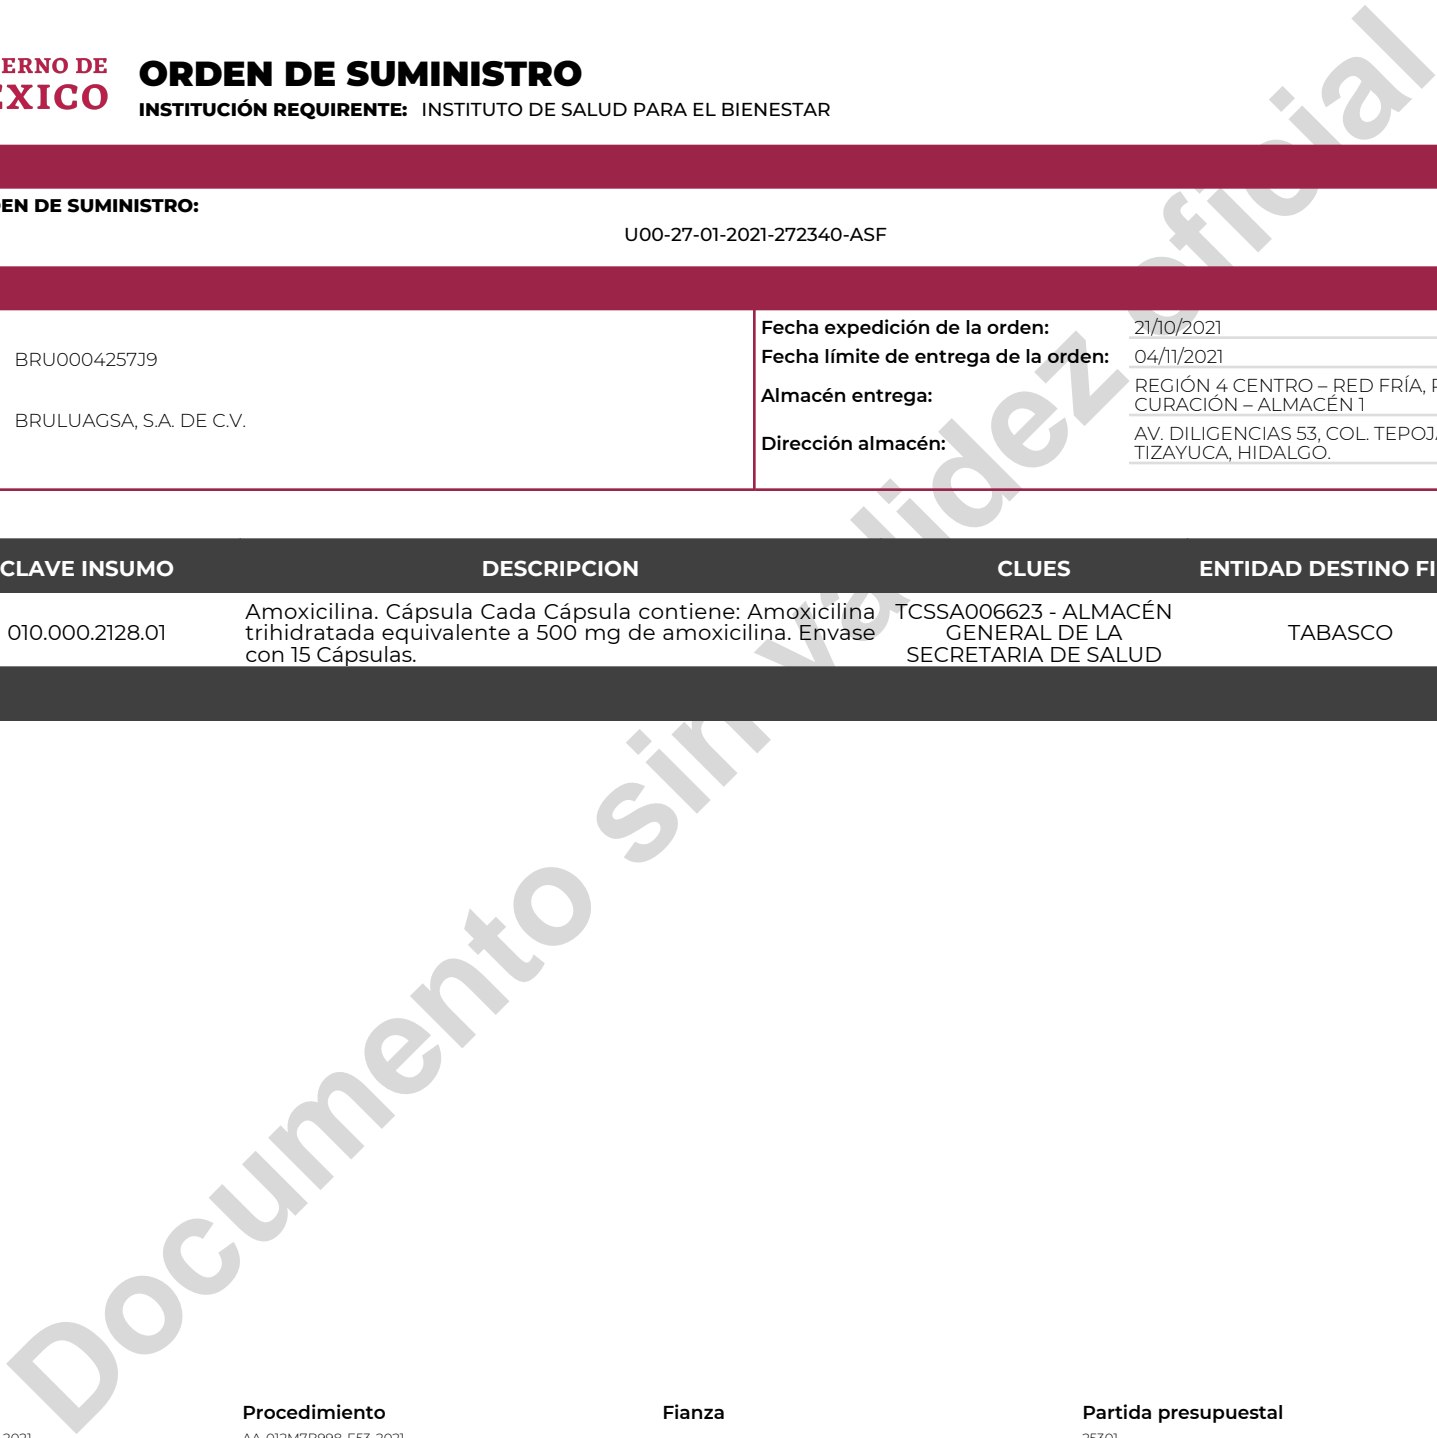 ERNO DE
EXICO
ORDEN DE SUMINISTRO
INSTITUCIÓN REQUIRENTE: INSTITUTO DE SALUD PARA EL BIENESTAR
EN DE SUMINISTRO:
U00-27-01-2021-272340-ASF
BRU0004257J9
BRULUAGSA, S.A. DE C.V.
Fecha expedición de la orden: 21/10/2021
Fecha límite de entrega de la orden: 04/11/2021
Almacén entrega: REGIÓN 4 CENTRO – RED FRÍA,
CURACIÓN – ALMACÉN 1
Dirección almacén: AV. DILIGENCIAS 53, COL. TEPOJ
TIZAYUCA, HIDALGO.
CLAVE INSUMO DESCRIPCION CLUES ENTIDAD DESTINO FI
010.000.2128.01
Amoxicilina. Cápsula Cada Cápsula contiene: Amoxicilina
trihidratada equivalente a 500 mg de amoxicilina. Envase
con 15 Cápsulas.
TCSSA006623 - ALMACÉN
GENERAL DE LA
SECRETARIA DE SALUD
TABASCO
Documento sin validez oficial
Procedimiento Fianza Partida presupuestal